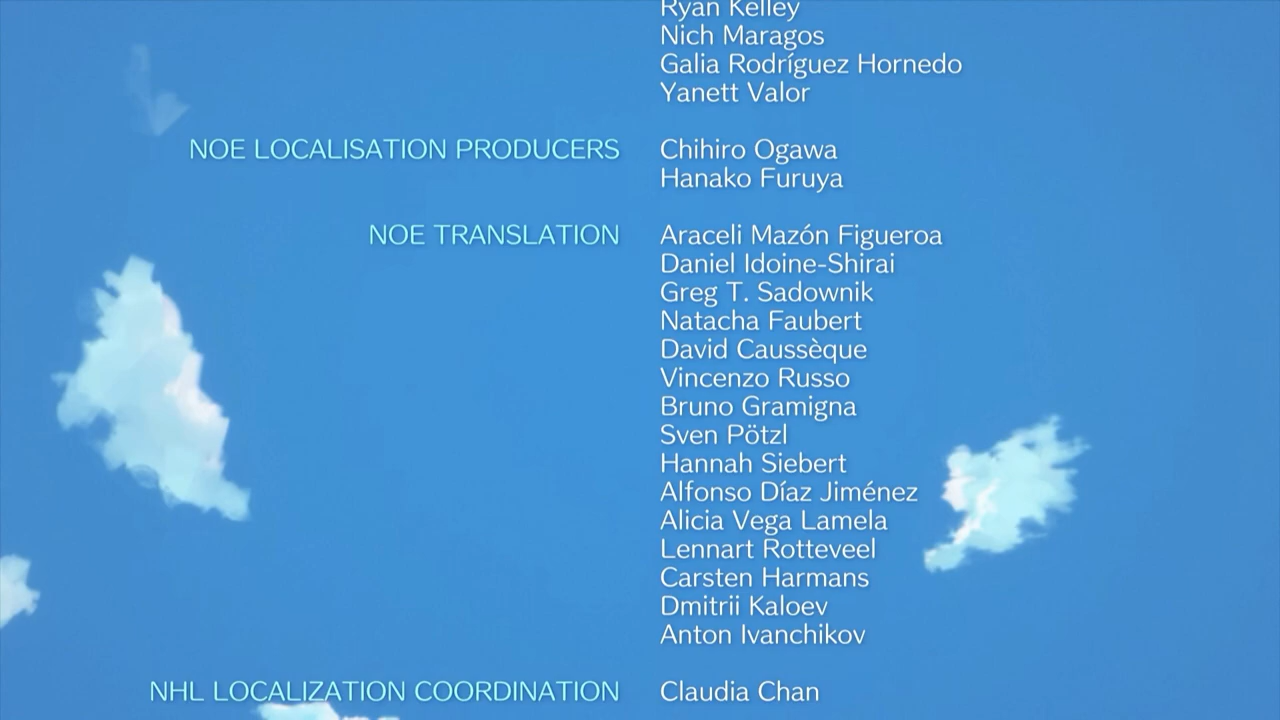 Ryan Kelley
Nich Maragos
Galia Rodríguez Hornedo
Yanett Valor
NOE LOCALISATION PRODUCERS Chihiro Ogawa
Hanako Furuya
NOE TRANSLATION Araceli Mazón Figueroa
Daniel Idoine-Shirai
Greg T. Sadownik
Natacha Faubert
David Caussèque
Vincenzo Russo
Bruno Gramigna
Sven Pötzl
Hannah Siebert
Alfonso Díaz Jiménez
Alicia Vega Lamela
Lennart Rotteveel
Carsten Harmans
Dmitrii Kaloev
Anton Ivanchikov
NHL LOCALIZATION COORDINATION Claudia Chan